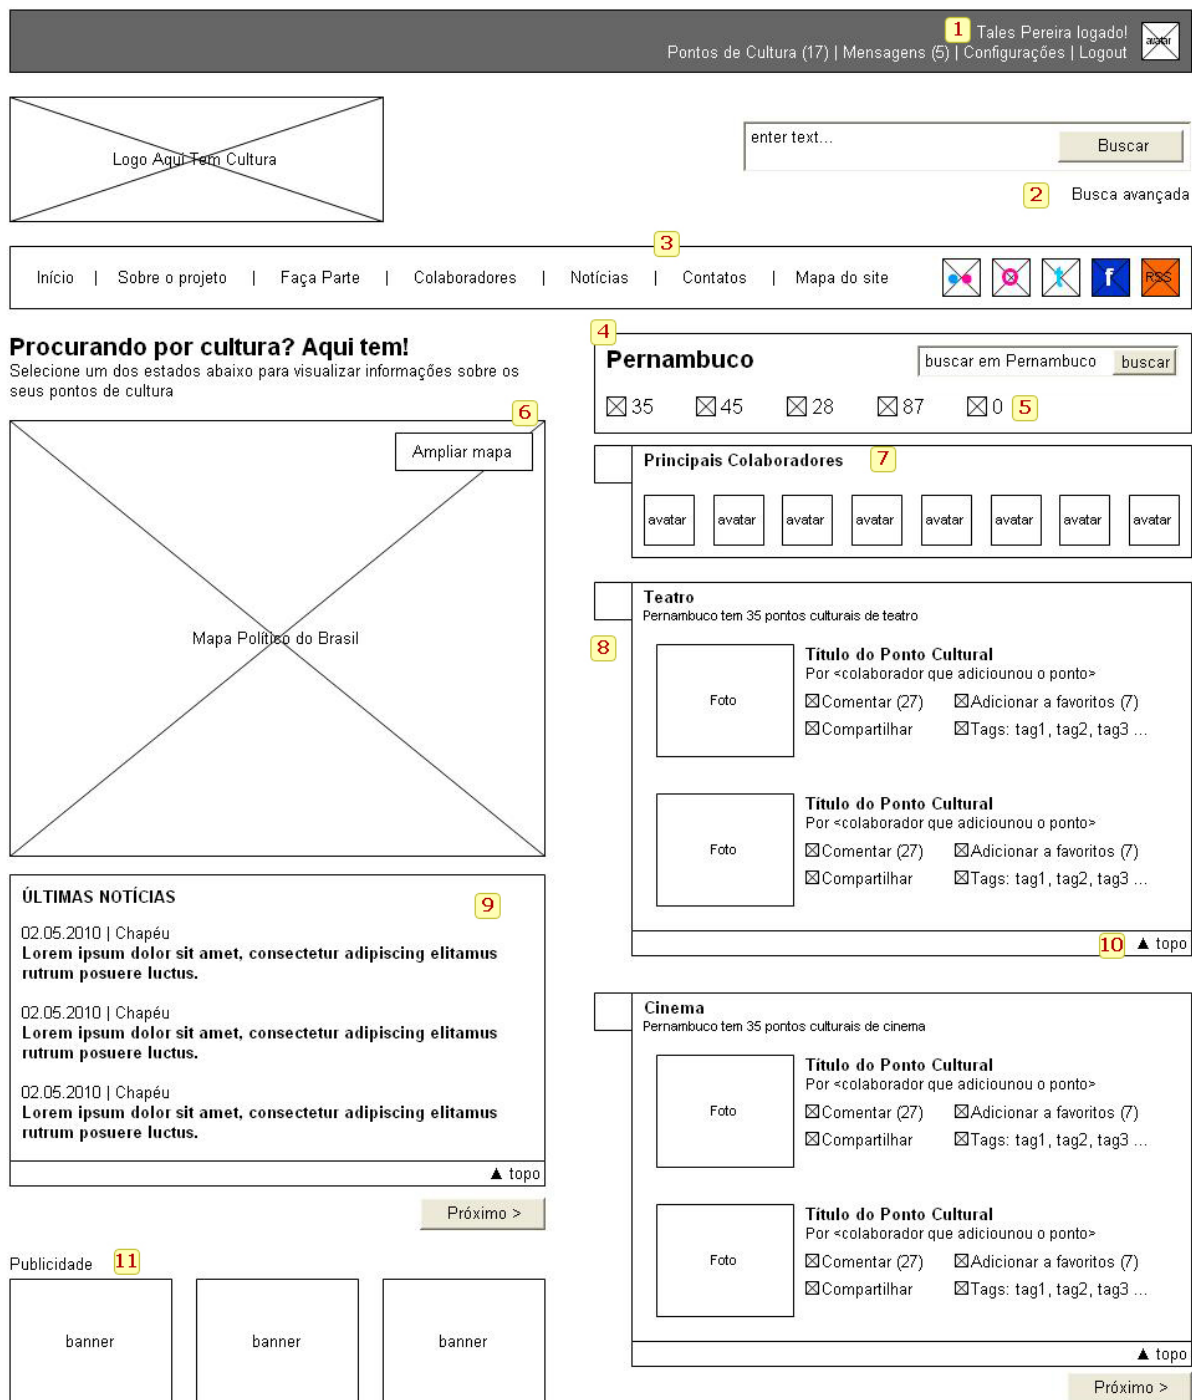 1 Tales Pereira logado!
Pontos de Cultura (17) | Mensagens (5) | Configurações | Logout
avatar
Logo Aqui Tem Cultura
enter text...
Buscar
2 Busca avançada
3
Início | Sobre o projeto | Faça Parte | Colaboradores | Notícias | Contatos | Mapa do site
t f RSS
Procurando por cultura? Aqui tem!
Selecione um dos estados abaixo para visualizar informações sobre os
seus pontos de cultura
6
Ampliar mapa
Mapa Político do Brasil
ÚLTIMAS NOTÍCIAS
9
02.05.2010 | Chapéu
Lorem ipsum dolor sit amet, consectetur adipiscing elitamus
rutrum posuere luctus.
02.05.2010 | Chapéu
Lorem ipsum dolor sit amet, consectetur adipiscing elitamus
rutrum posuere luctus.
02.05.2010 | Chapéu
Lorem ipsum dolor sit amet, consectetur adipiscing elitamus
rutrum posuere luctus.
▲ topo
Próximo >
Publicidade 11
banner banner banner
4
Pernambuco
buscar em Pernambuco buscar
35 45 28 87 0 5
Principais Colaboradores 7
avatar avatar avatar avatar avatar avatar avatar avatar
Teatro
Pernambuco tem 35 pontos culturais de teatro
8
Foto
Título do Ponto Cultural
Por <colaborador que adiciounou o ponto>
Comentar (27) Adicionar a favoritos (7)
Compartilhar Tags: tag1, tag2, tag3 ...
Foto
Título do Ponto Cultural
Por <colaborador que adiciounou o ponto>
Comentar (27) Adicionar a favoritos (7)
Compartilhar Tags: tag1, tag2, tag3 ...
10 ▲ topo
Cinema
Pernambuco tem 35 pontos culturais de cinema
Foto
Título do Ponto Cultural
Por <colaborador que adiciounou o ponto>
Comentar (27) Adicionar a favoritos (7)
Compartilhar Tags: tag1, tag2, tag3 ...
Foto
Título do Ponto Cultural
Por <colaborador que adiciounou o ponto>
Comentar (27) Adicionar a favoritos (7)
Compartilhar Tags: tag1, tag2, tag3 ...
▲ topo
Próximo >